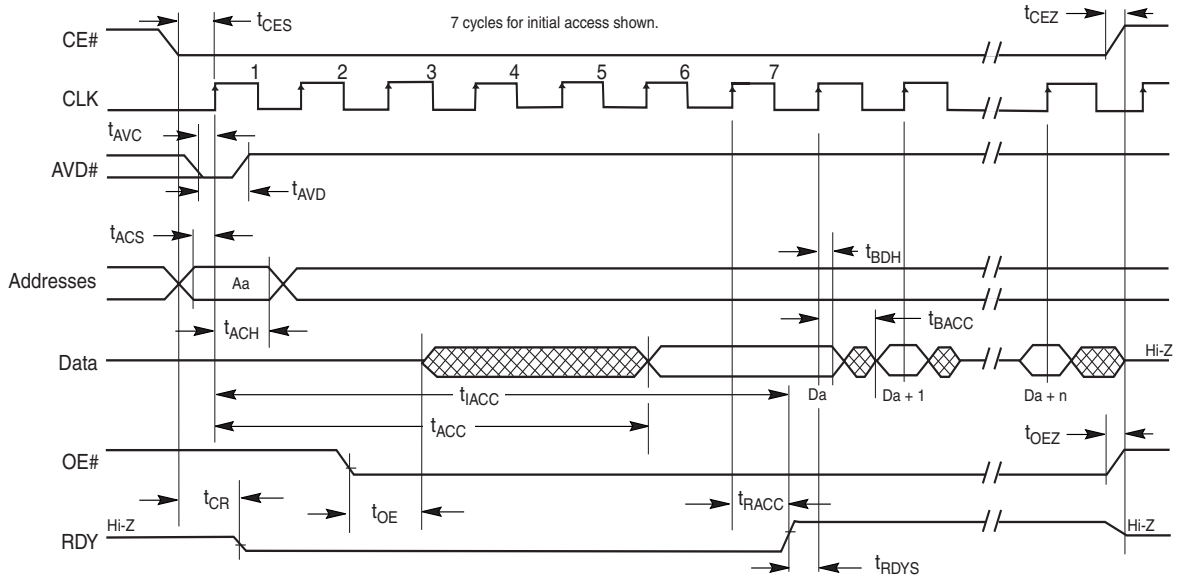 7 cycles for initial access shown.
tCES
tCEZ
CE#
1 2 3 4 5 6 7
CLK
tAVC
AVD#
tAVD
tACS
tBDH
Addresses
Aa
tACH
tBACC
Data
Hi-Z
tIACC
Da
Da + 1
Da + n
tACC
tOEZ
OE#
tCR
tOE
tRACC
Hi-Z
Hi-Z
RDY
tRDYS